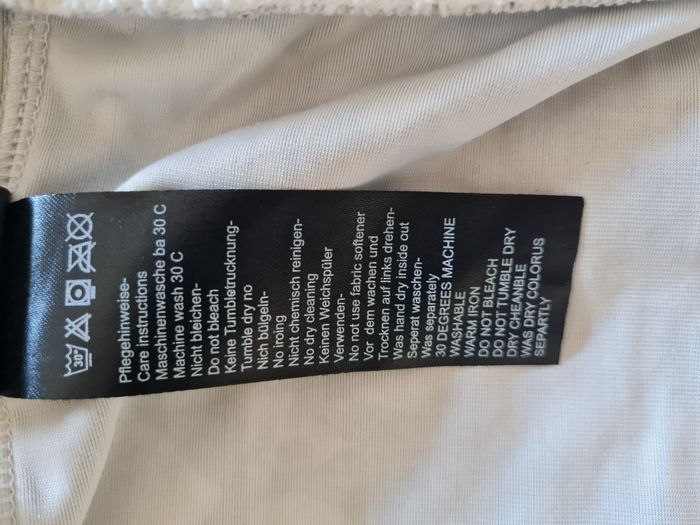 30°
Pflegehinweise-
Care instructions
Maschinenwasche ba 30 C
Machine wash 30 C
Nicht bleichen-
Do not bleach
Keine Tumbletrucknung-
Tumble dry no
Nich bülgeln-
No iroing
Nicht chemisch reinigen-
No dry cleaning
Keinen Weichspüler
Verwenden-
No not use fabric softener
Vor dem wachen und
Trocknen auf links drehen-
Was hand dry inside out
Seperat waschen-
Was separately
30 DEGREES MACHINE
WASHABLE
WARM IRON
DO NOT BLEACH
DO NOT TUMBLE DRY
DRY CHEANBLE
WAS DRY COLORUS
SEPARTLY